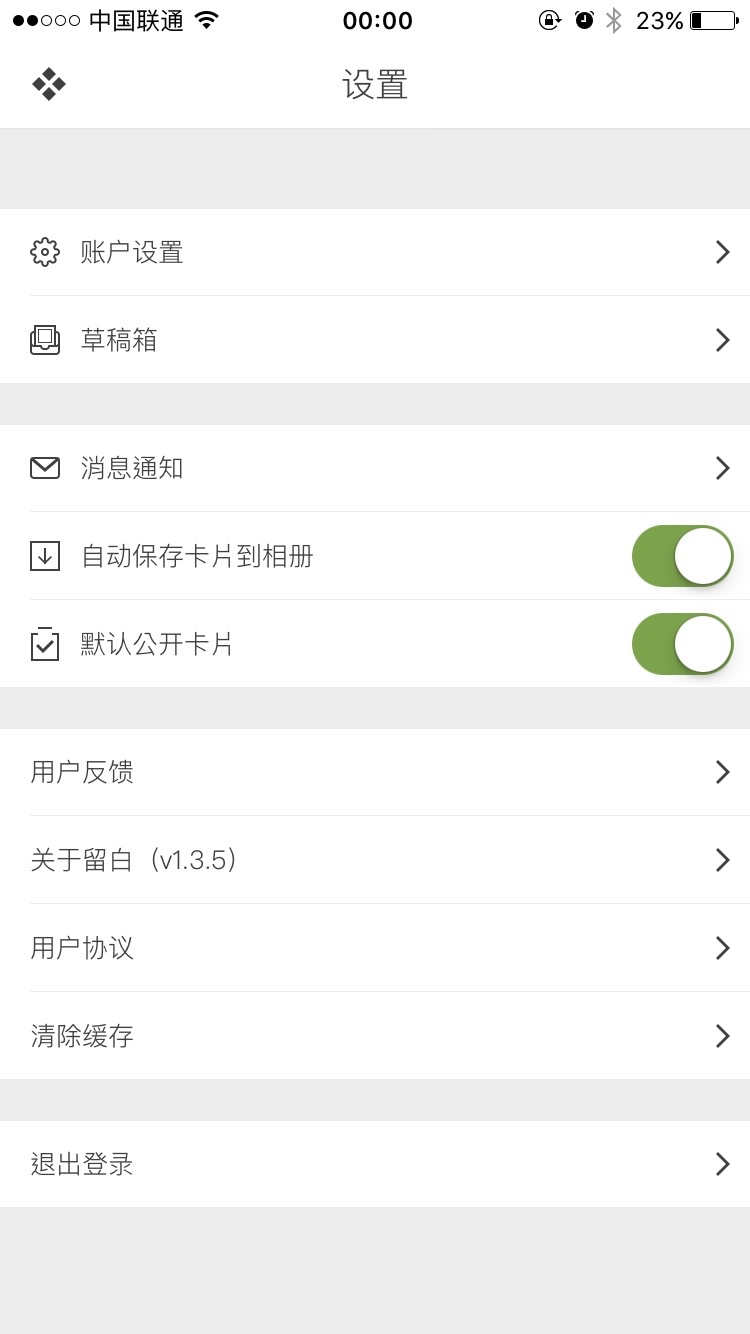 中国联通 00:00 23%
设置
账户设置
草稿箱
消息通知
自动保存卡片到相册
默认公开卡片
用户反馈
关于留白（v1.3.5）
用户协议
清除缓存
退出登录